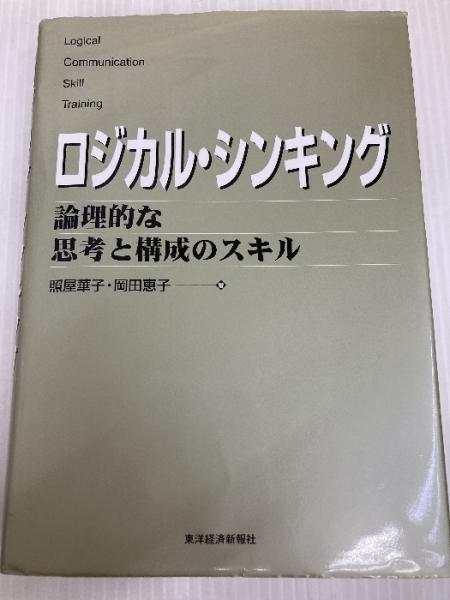 Logical
Communication
Skill
Training
ロジカル・シンキング
論理的な
思考と構成のスキル
照屋華子・岡田恵子 著
東洋経済新報社